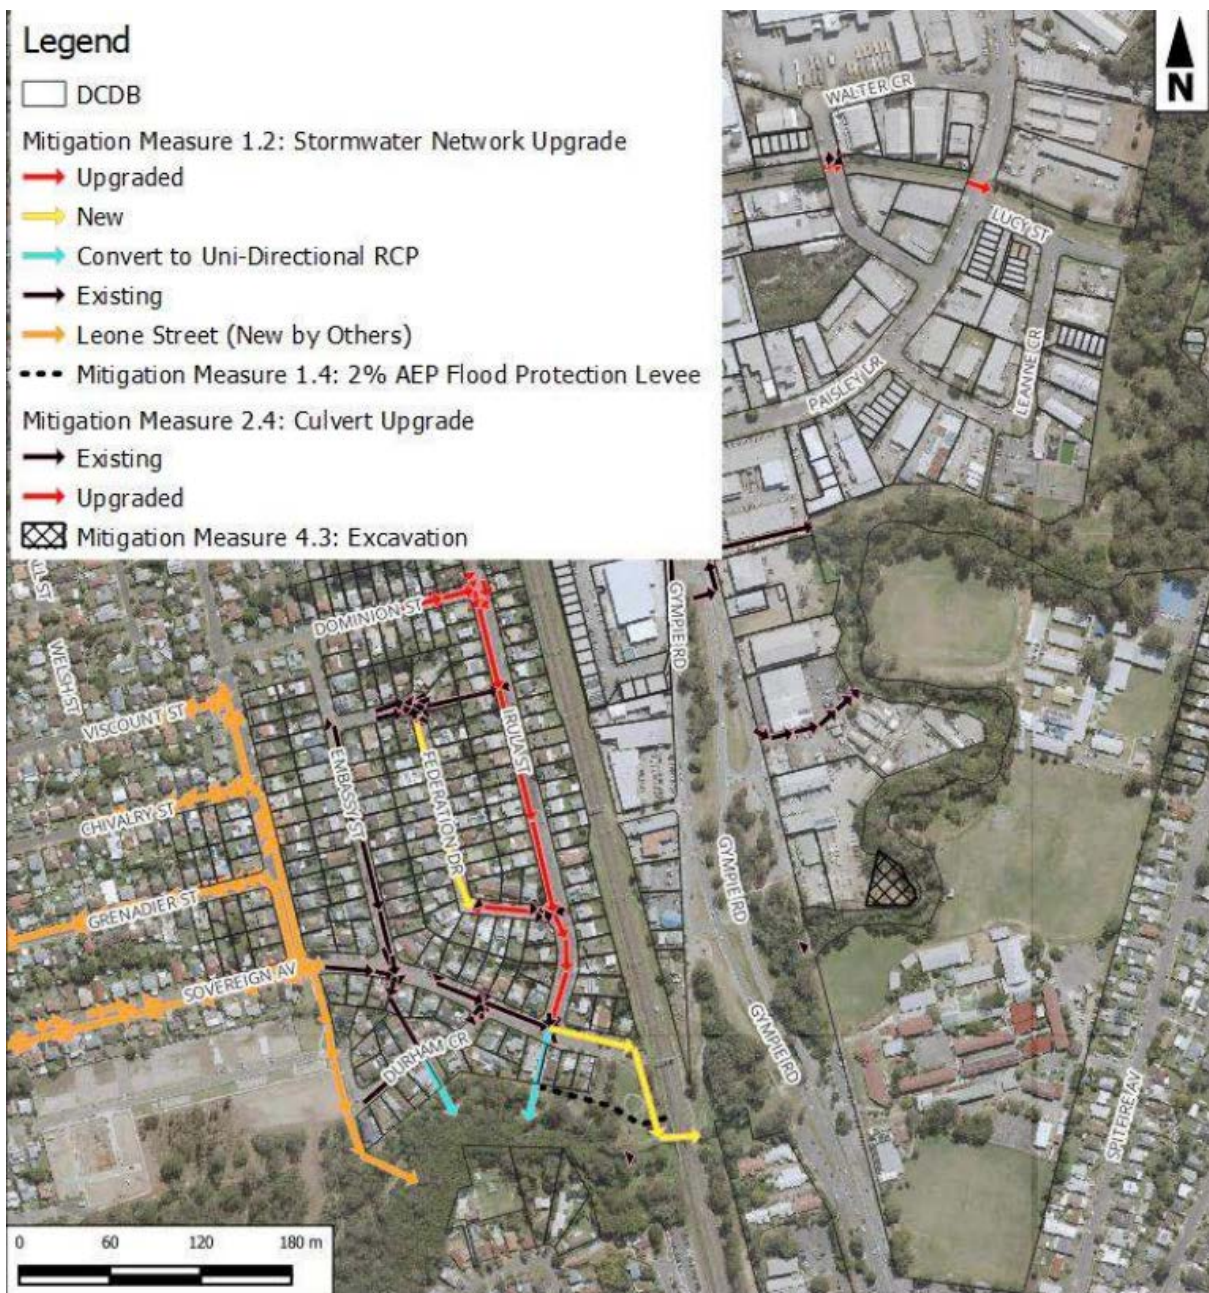 Legend
DCDB
Mitigation Measure 1.2: Stormwater Network Upgrade
Upgraded
New
Convert to Uni-Directional RCP
Existing
Leone Street (New by Others)
Mitigation Measure 1.4: 2% AEP Flood Protection Levee
Mitigation Measure 2.4: Culvert Upgrade
Existing
Upgraded
Mitigation Measure 4.3: Excavation
N
WALTER CR
LUCY ST
LEANNE CR
PAISLEY DR
GYMPIE RD
DOMINION ST
WELSH ST
VISCOUNT ST
IRULA ST
EMBASSY ST
FEDERATION DR
CHIVALRY ST
GYMPIE RD
GRENADIER ST
SOVEREIGN AV
GYMPIE RD
DURHAM CR
SPITFIRE AV
0 60 120 180 m